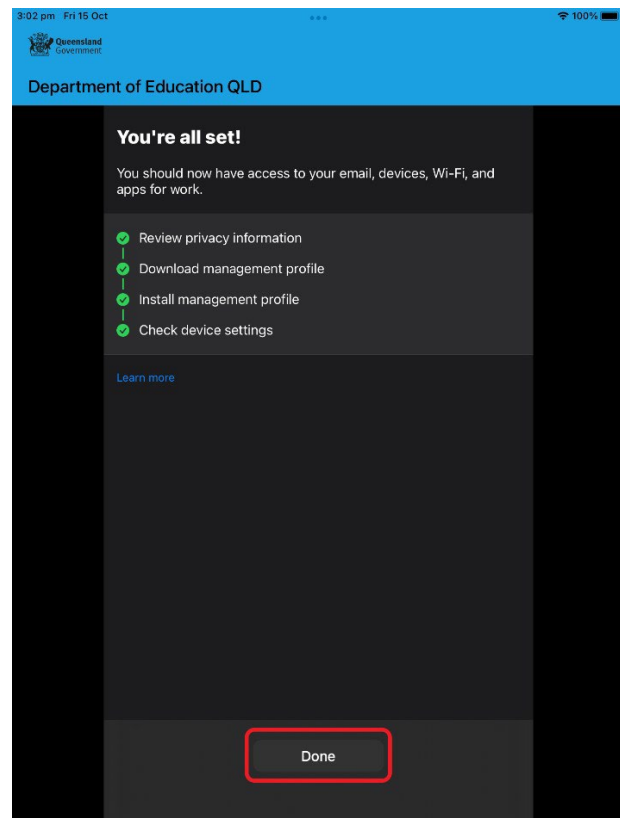 3:02 pm Fri 15 Oct
100%
Queensland
Government
Department of Education QLD
You're all set!
You should now have access to your email, devices, Wi-Fi, and
apps for work.
Review privacy information
Download management profile
Install management profile
Check device settings
Learn more
Done